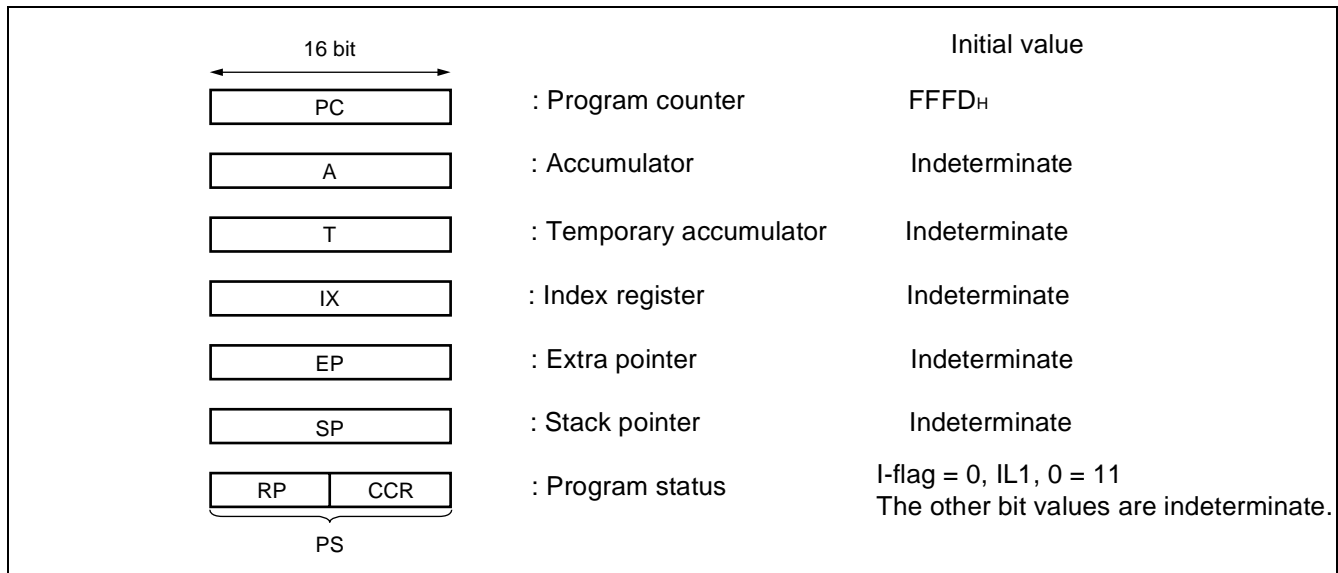 16 bit Initial value
PC : Program counter FFFDH
A : Accumulator Indeterminate
T : Temporary accumulator Indeterminate
IX : Index register Indeterminate
EP : Extra pointer Indeterminate
SP : Stack pointer Indeterminate
RP CCR : Program status I-flag = 0, IL1, 0 = 11
The other bit values are indeterminate.
PS